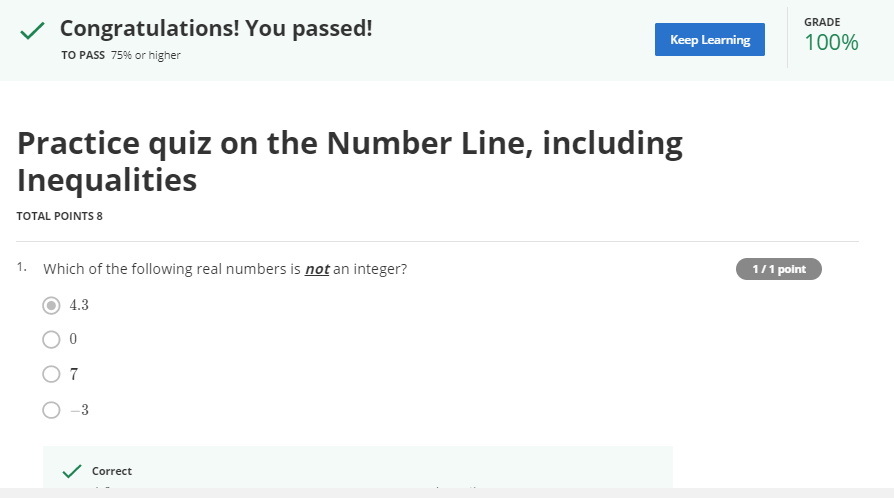 Congratulations! You passed!
TO PASS 75% or higher
Keep Learning
GRADE
100%
Practice quiz on the Number Line, including
Inequalities
TOTAL POINTS 8
1. Which of the following real numbers is not an integer?
1 / 1 point
4.3
0
7
−3
Correct